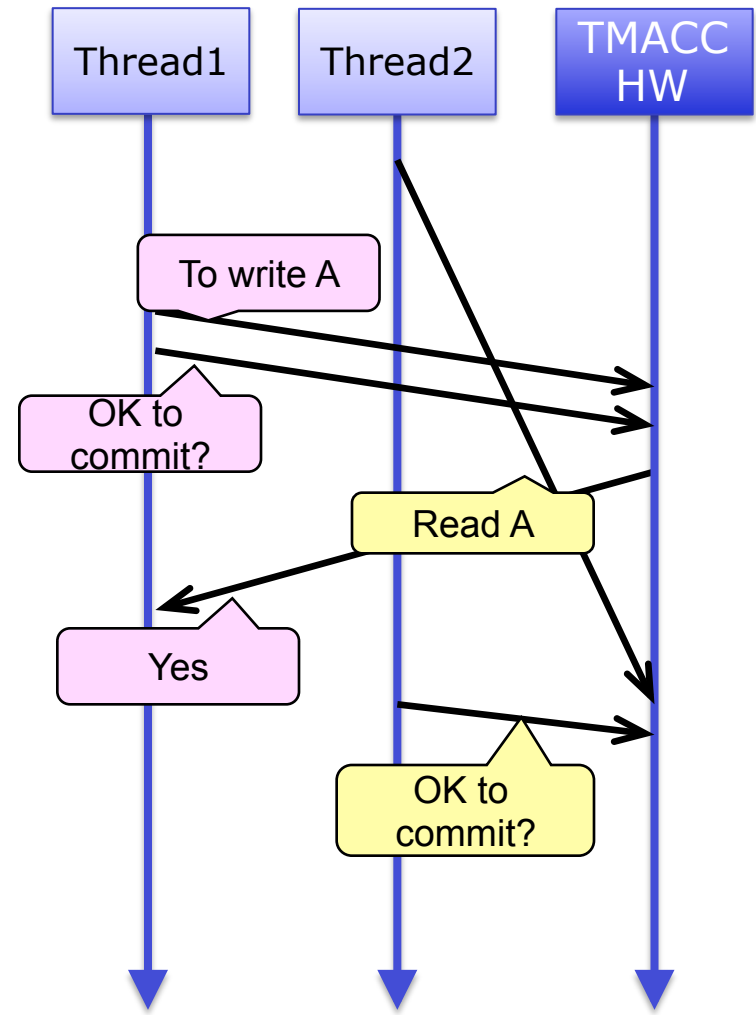 Thread1
Thread2
TMACC
HW
To write A
OK to
commit?
Read A
Yes
OK to
commit?